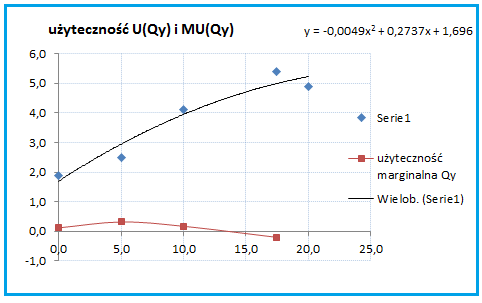 użyteczność U(Qy) i MU(Qy)
y = -0,0049x² + 0,2737x + 1,696
6,0
5,0
4,0
3,0
2,0
1,0
0,0
-1,0
0,0 5,0 10,0 15,0 20,0 25,0
Serie1
użyteczność
marginalna Qy
Wielob. (Serie1)